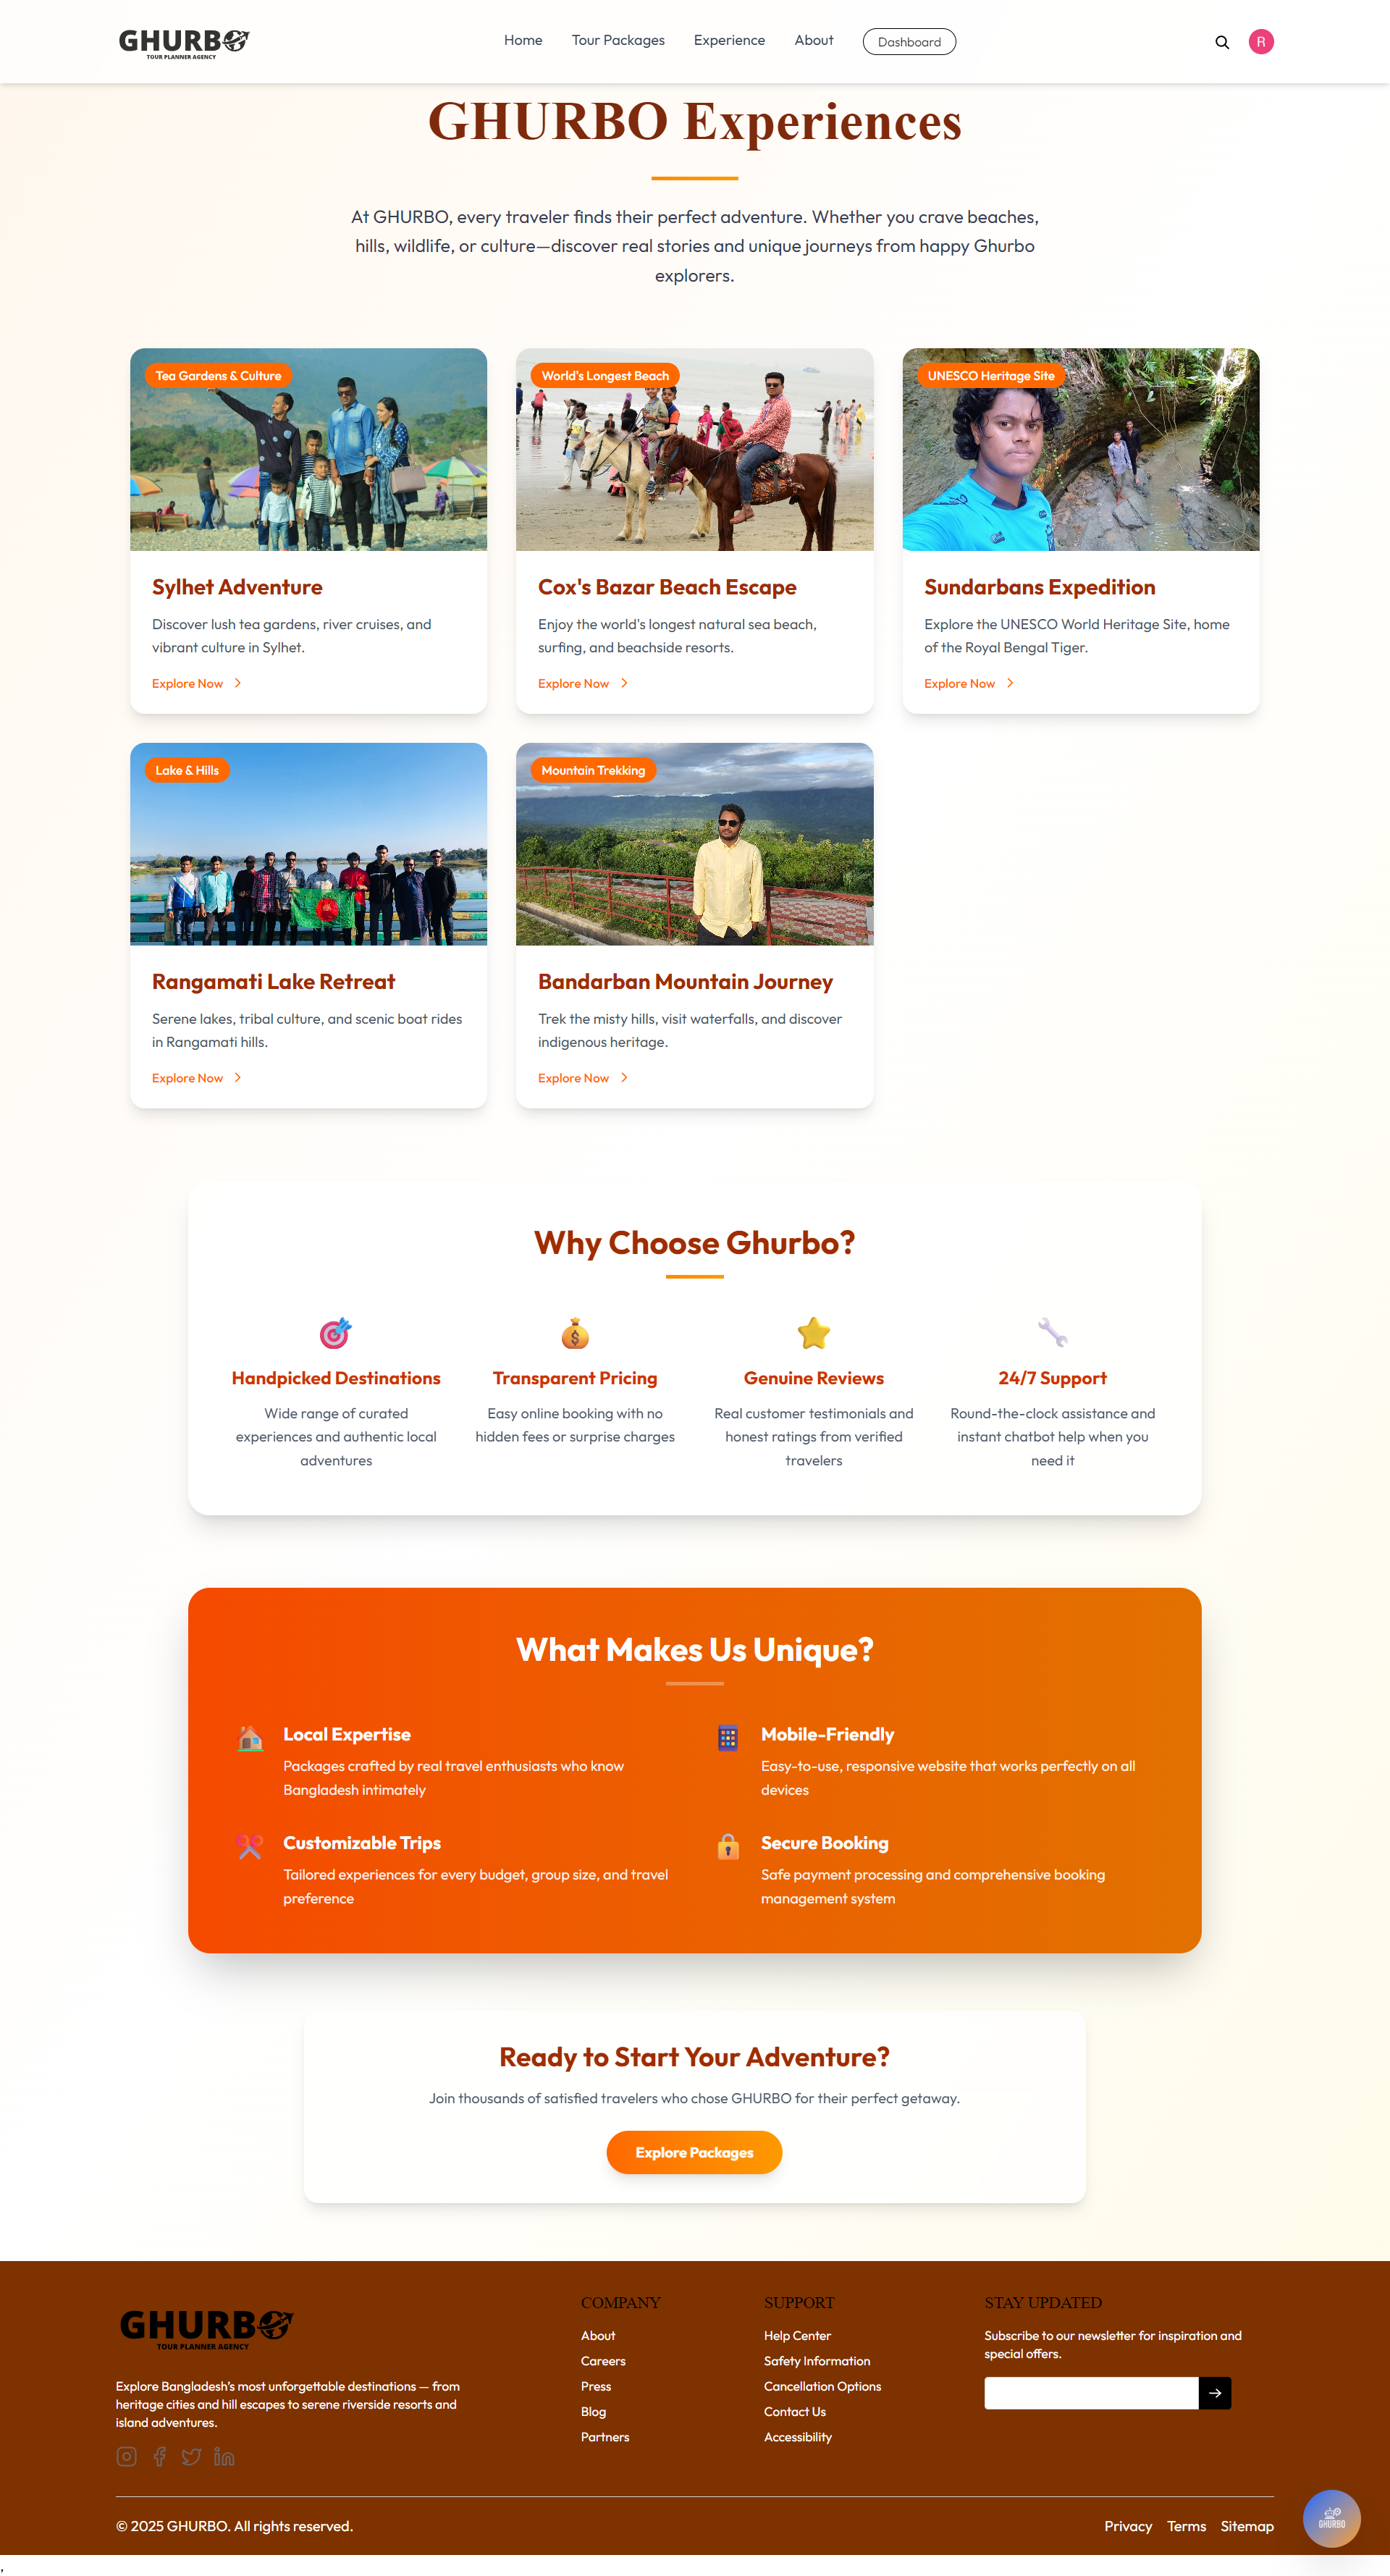 GHURBO
TOUR PLANNER AGENCY
Home
Tour Packages
Experience
About
Dashboard
R
GHURBO Experiences
At GHURBO, every traveler finds their perfect adventure. Whether you crave beaches,
hills, wildlife, or culture—discover real stories and unique journeys from happy Ghurbo
explorers.
Tea Gardens & Culture
Sylhet Adventure
Discover lush tea gardens, river cruises, and
vibrant culture in Sylhet.
Explore Now
World's Longest Beach
Cox's Bazar Beach Escape
Enjoy the world's longest natural sea beach,
surfing, and beachside resorts.
Explore Now
UNESCO Heritage Site
Sundarbans Expedition
Explore the UNESCO World Heritage Site, home
of the Royal Bengal Tiger.
Explore Now
Lake & Hills
Rangamati Lake Retreat
Serene lakes, tribal culture, and scenic boat rides
in Rangamati hills.
Explore Now
Mountain Trekking
Bandarban Mountain Journey
Trek the misty hills, visit waterfalls, and discover
indigenous heritage.
Explore Now
Why Choose Ghurbo?
Handpicked Destinations
Wide range of curated
experiences and authentic local
adventures
Transparent Pricing
Easy online booking with no
hidden fees or surprise charges
Genuine Reviews
Real customer testimonials and
honest ratings from verified
travelers
24/7 Support
Round-the-clock assistance and
instant chatbot help when you
need it
What Makes Us Unique?
Local Expertise
Packages crafted by real travel enthusiasts who know
Bangladesh intimately
Mobile-Friendly
Easy-to-use, responsive website that works perfectly on all
devices
Customizable Trips
Tailored experiences for every budget, group size, and travel
preference
Secure Booking
Safe payment processing and comprehensive booking
management system
Ready to Start Your Adventure?
Join thousands of satisfied travelers who chose GHURBO for their perfect getaway.
Explore Packages
GHURBO
TOUR PLANNER AGENCY
Explore Bangladesh's most unforgettable destinations — from
heritage cities and hill escapes to serene riverside resorts and
island adventures.
COMPANY
About
Careers
Press
Blog
Partners
SUPPORT
Help Center
Safety Information
Cancellation Options
Contact Us
Accessibility
STAY UPDATED
Subscribe to our newsletter for inspiration and
special offers.
© 2025 GHURBO. All rights reserved.
Privacy
Terms
Sitemap
GHURBO
,